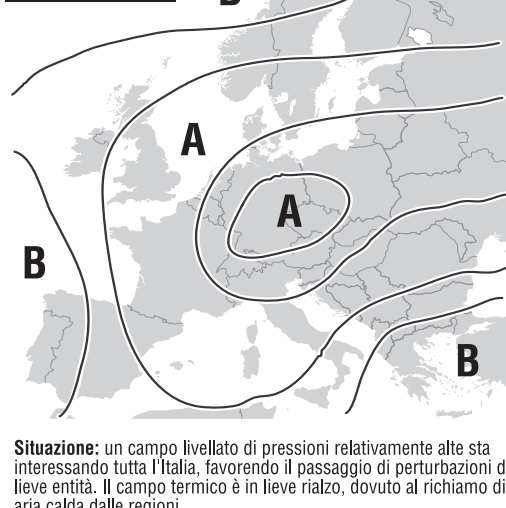 A
A
B
B
Situazione: un campo livellato di pressioni relativamente alte sta
interessando tutta l'Italia, favorendo il passaggio di perturbazioni d
lieve entità. Il campo termico è in lieve rialzo, dovuto al richiamo di
aria calda dalle regioni